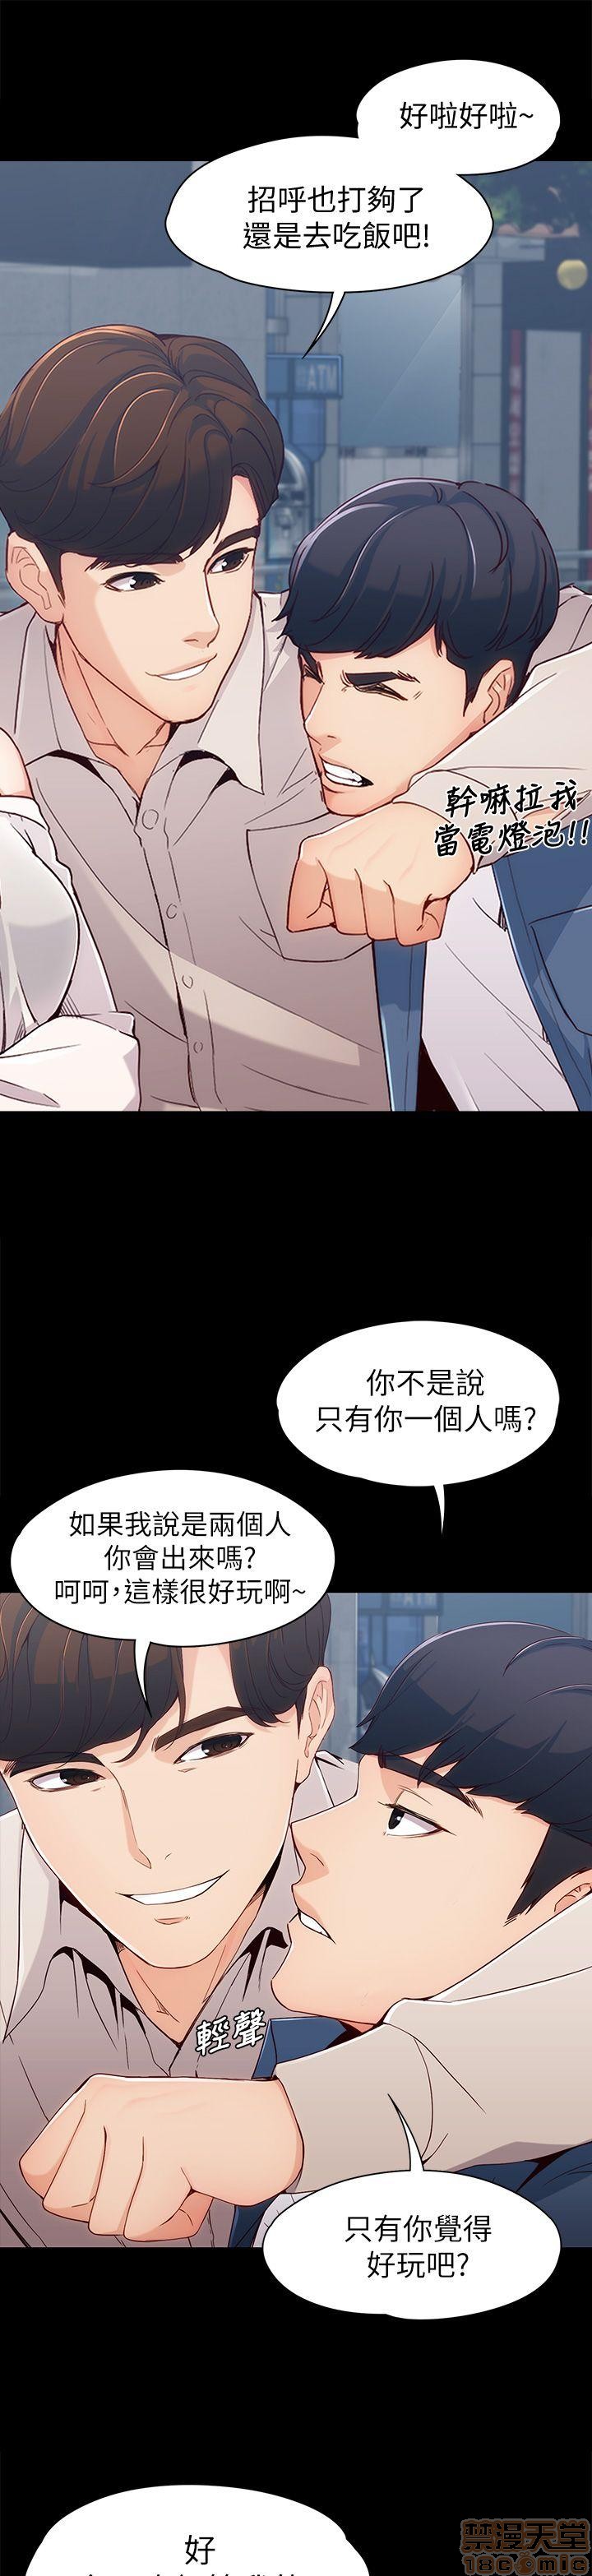 好啦好啦~
招呼也打夠了
還是去吃飯吧!
ATM
幹嘛拉我
當電燈泡!!
你不是說
只有你一個人嗎?
如果我說是兩個人
你會出來嗎?
呵呵，這樣很好玩啊~
輕聲
只有你覺得
好玩吧?
好
禁漫天堂
18comic